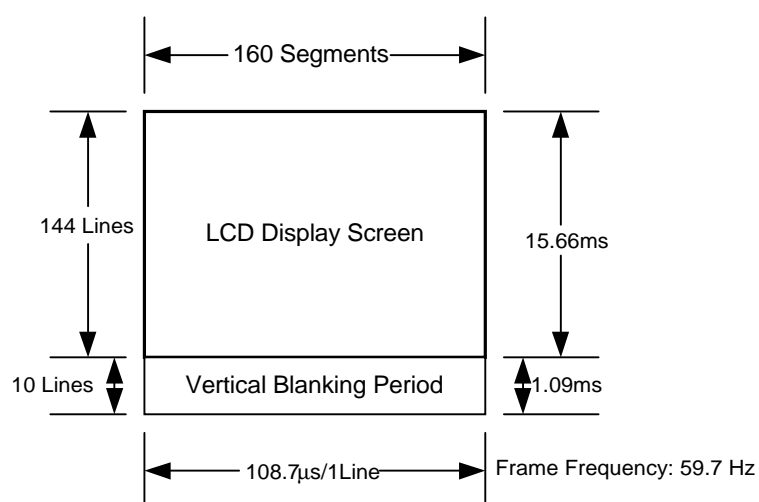 160 Segments
144 Lines
LCD Display Screen
15.66ms
10 Lines
Vertical Blanking Period
1.09ms
108.7µs/1Line
Frame Frequency: 59.7 Hz